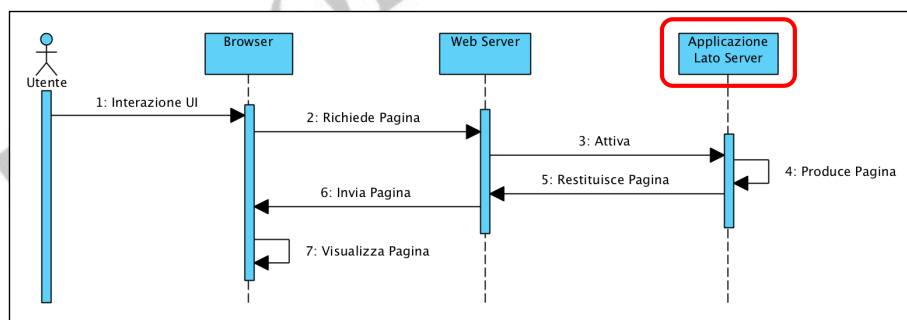 Browser
Web Server
Applicazione
Lato Server
Utente
1: Interazione UI
2: Richiede Pagina
3: Attiva
4: Produce Pagina
5: Restituisce Pagina
6: Invia Pagina
7: Visualizza Pagina